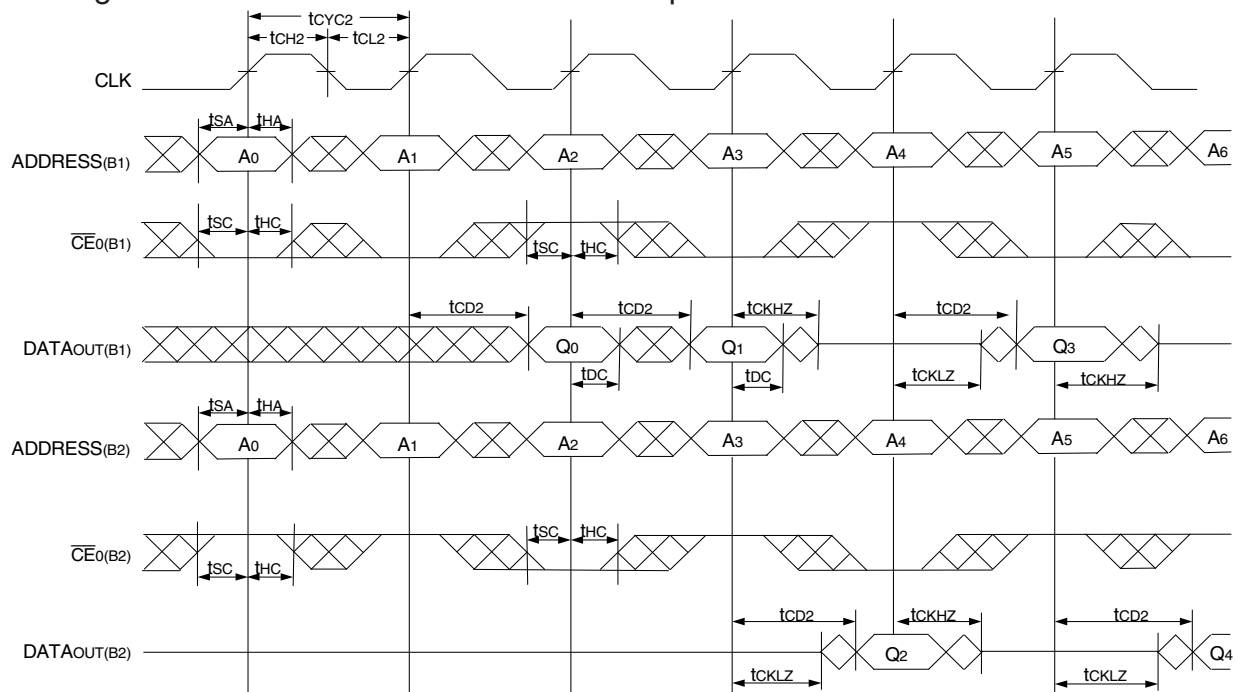 tCYC2
tCH2 tCL2
CLK
tSA tHA
ADDRESS(B1) A0 A1 A2 A3 A4 A5 A6
tSC tHC tSC tHC
CE0(B1)
tCD2 tCD2 tCKHZ tCD2
DATAOUT(B1) Q0 Q1 Q3
tDC tDC tCKLZ tCKHZ
tSA tHA
ADDRESS(B2) A0 A1 A2 A3 A4 A5 A6
tSC tHC
CE0(B2)
tSC tHC
tCD2 tCKHZ tCD2
DATAOUT(B2) Q2 Q4
tCKLZ tCKLZ